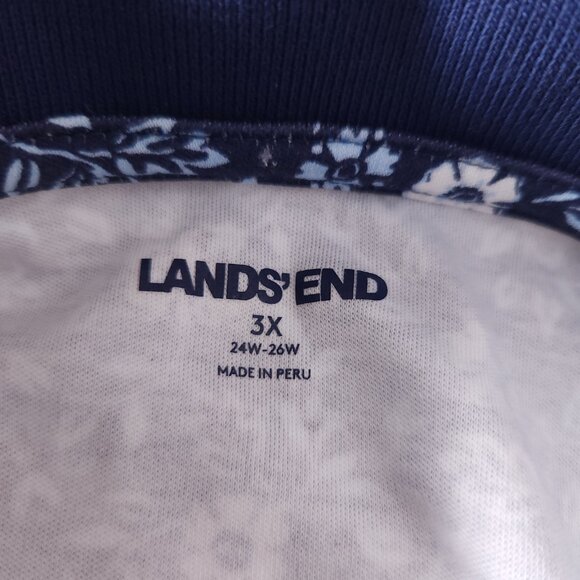 LANDS' END
3X
24W-26W
MADE IN PERU